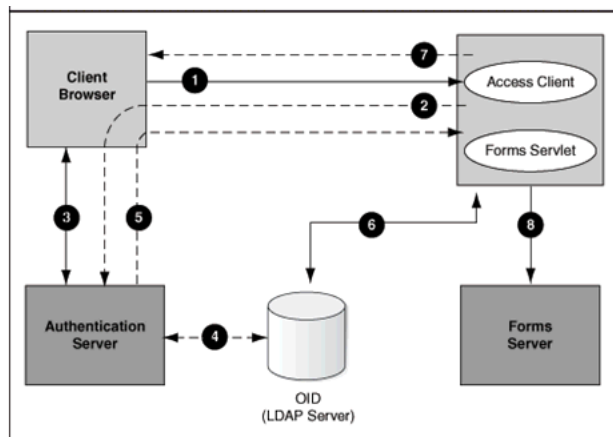 7
Client
Browser
1
Access Client
2
Forms Servlet
3
5
6
8
Authentication
Server
4
Forms
Server
OID
(LDAP Server)